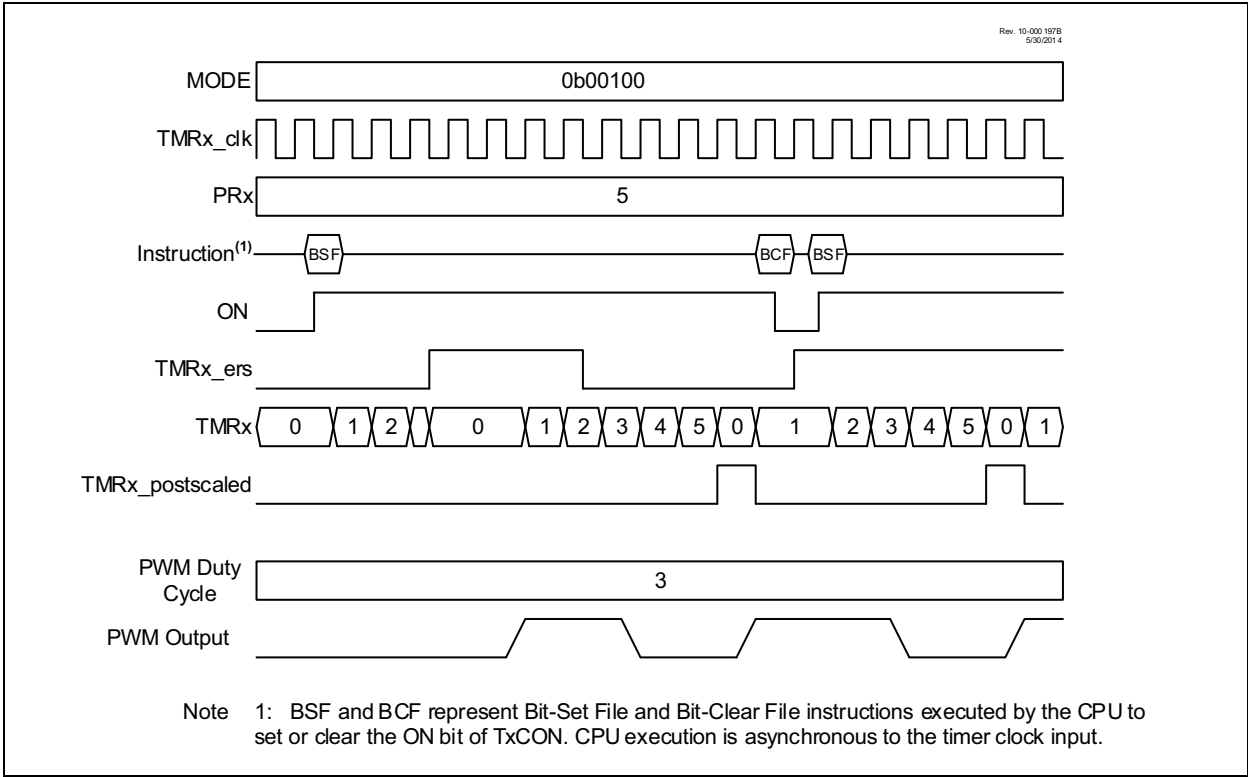 Rev. 10-000 197B
5/30/201 4
MODE 0b00100
TMRx_clk
PRx 5
Instruction(1) BSF BCF BSF
ON
TMRx_ers
TMRx 0 1 2 0 1 2 3 4 5 0 1 2 3 4 5 0 1
TMRx_postscaled
PWM Duty
Cycle 3
PWM Output
Note 1: BSF and BCF represent Bit-Set File and Bit-Clear File instructions executed by the CPU to
set or clear the ON bit of TxCON. CPU execution is asynchronous to the timer clock input.